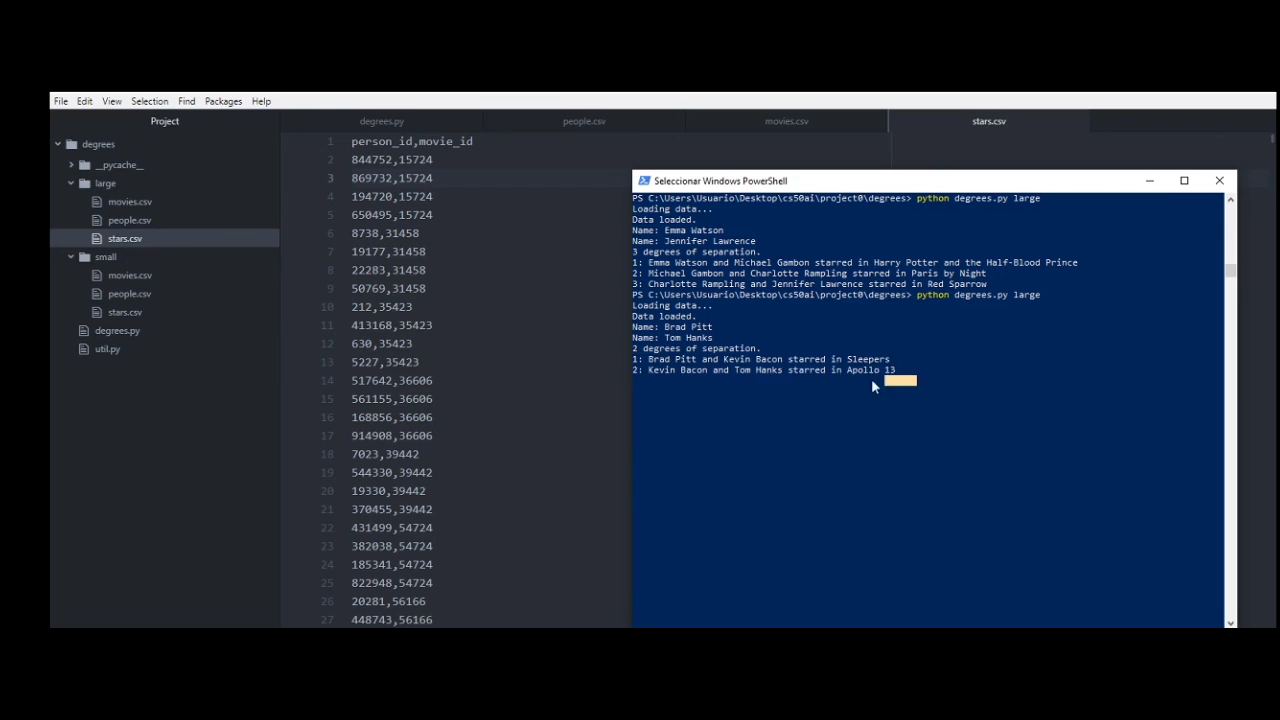 File Edit View Selection Find Packages Help
Project
degrees
__pycache__
large
movies.csv
people.csv
stars.csv
small
movies.csv
people.csv
stars.csv
degrees.py
util.py
degrees.py people.csv movies.csv stars.csv
1 person_id,movie_id
2 844752,15724
3 869732,15724
4 194720,15724
5 650495,15724
6 8738,31458
7 19177,31458
8 22283,31458
9 50769,31458
10 212,35423
11 413168,35423
12 630,35423
13 5227,35423
14 517642,36606
15 561155,36606
16 168856,36606
17 914908,36606
18 7023,39442
19 544330,39442
20 19330,39442
21 370455,39442
22 431499,54724
23 382038,54724
24 185341,54724
25 822948,54724
26 20281,56166
27 448743,56166
Seleccionar Windows PowerShell
PS C:\Users\Usuario\Desktop\cs50ai\project0\degrees> python degrees.py large
Loading data...
Data loaded.
Name: Emma Watson
Name: Jennifer Lawrence
3 degrees of separation.
1: Emma Watson and Michael Gambon starred in Harry Potter and the Half-Blood Prince
2: Michael Gambon and Charlotte Rampling starred in Paris by Night
3: Charlotte Rampling and Jennifer Lawrence starred in Red Sparrow
PS C:\Users\Usuario\Desktop\cs50ai\project0\degrees> python degrees.py large
Loading data...
Data loaded.
Name: Brad Pitt
Name: Tom Hanks
2 degrees of separation.
1: Brad Pitt and Kevin Bacon starred in Sleepers
2: Kevin Bacon and Tom Hanks starred in Apollo 13